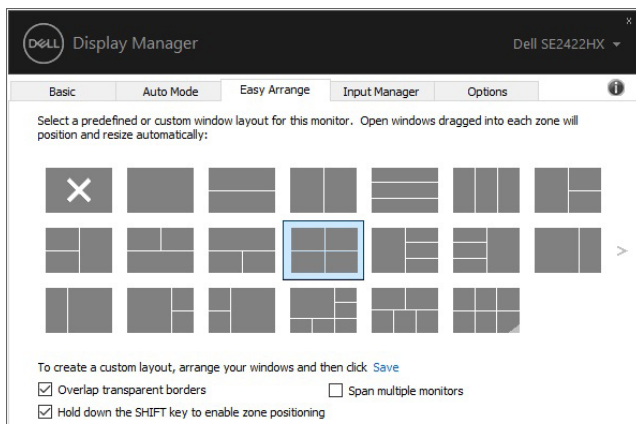 DELL Display Manager Dell SE2422HX
x
Basic Auto Mode Easy Arrange Input Manager Options
Select a predefined or custom window layout for this monitor. Open windows dragged into each zone will
position and resize automatically:
To create a custom layout, arrange your windows and then click Save
Overlap transparent borders Span multiple monitors
Hold down the SHIFT key to enable zone positioning